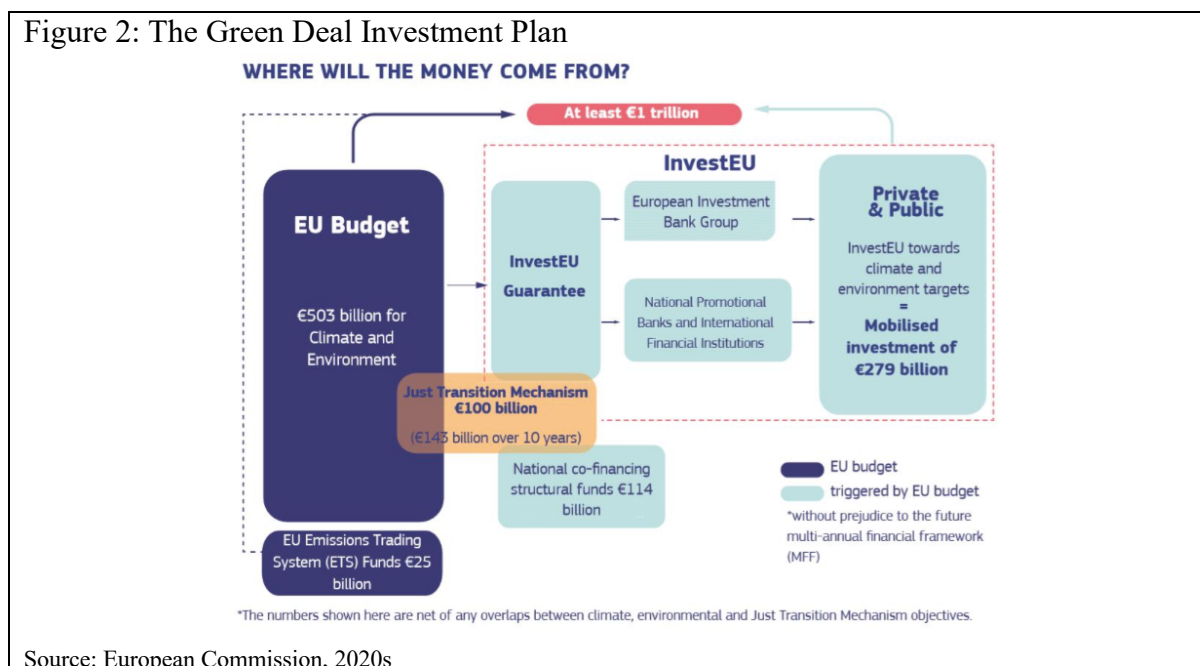 Figure 2: The Green Deal Investment Plan
WHERE WILL THE MONEY COME FROM?
At least €1 trillion
InvestEU
EU Budget
€503 billion for
Climate and
Environment
InvestEU
Guarantee
European Investment
Bank Group
National Promotional
Banks and International
Financial Institutions
Private
& Public
InvestEU towards
climate and
environment targets
=
Mobilised
investment of
€279 billion
Just Transition Mechanism
€100 billion
(€143 billion over 10 years)
National co-financing
structural funds €114
billion
EU Emissions Trading
System (ETS) Funds €25
billion
EU budget
triggered by EU budget
*without prejudice to the future
multi-annual financial framework
(MFF)
*The numbers shown here are net of any overlaps between climate, environmental and Just Transition Mechanism objectives.
Source: European Commission, 2020s